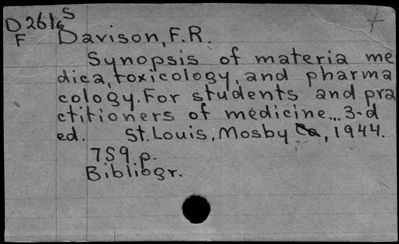 D261s
F
Davison, F.R.
Synopsis of materia me
dica, toxicology, and pharma
cology. For students and pra
ctitioners of medicine... 3-d
ed. St. Louis, Mosby Co, 1944.
759 p.
Bibliogr.